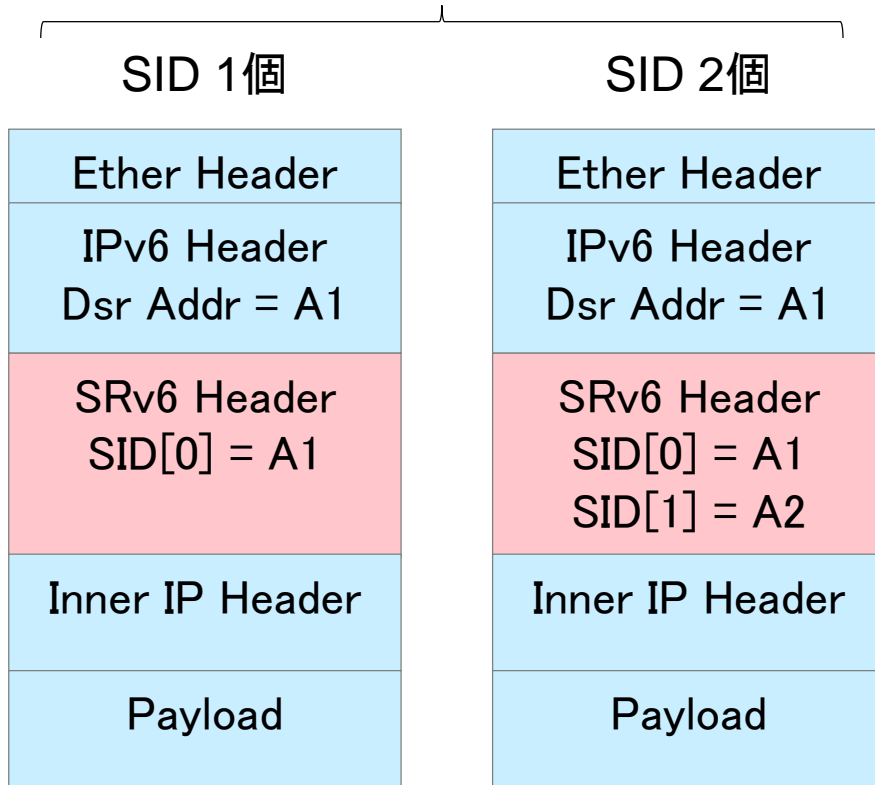 SID 1個
Ether Header
IPv6 Header
Dsr Addr = A1
SRv6 Header
SID[0] = A1
Inner IP Header
Payload
SID 2個
Ether Header
IPv6 Header
Dsr Addr = A1
SRv6 Header
SID[0] = A1
SID[1] = A2
Inner IP Header
Payload